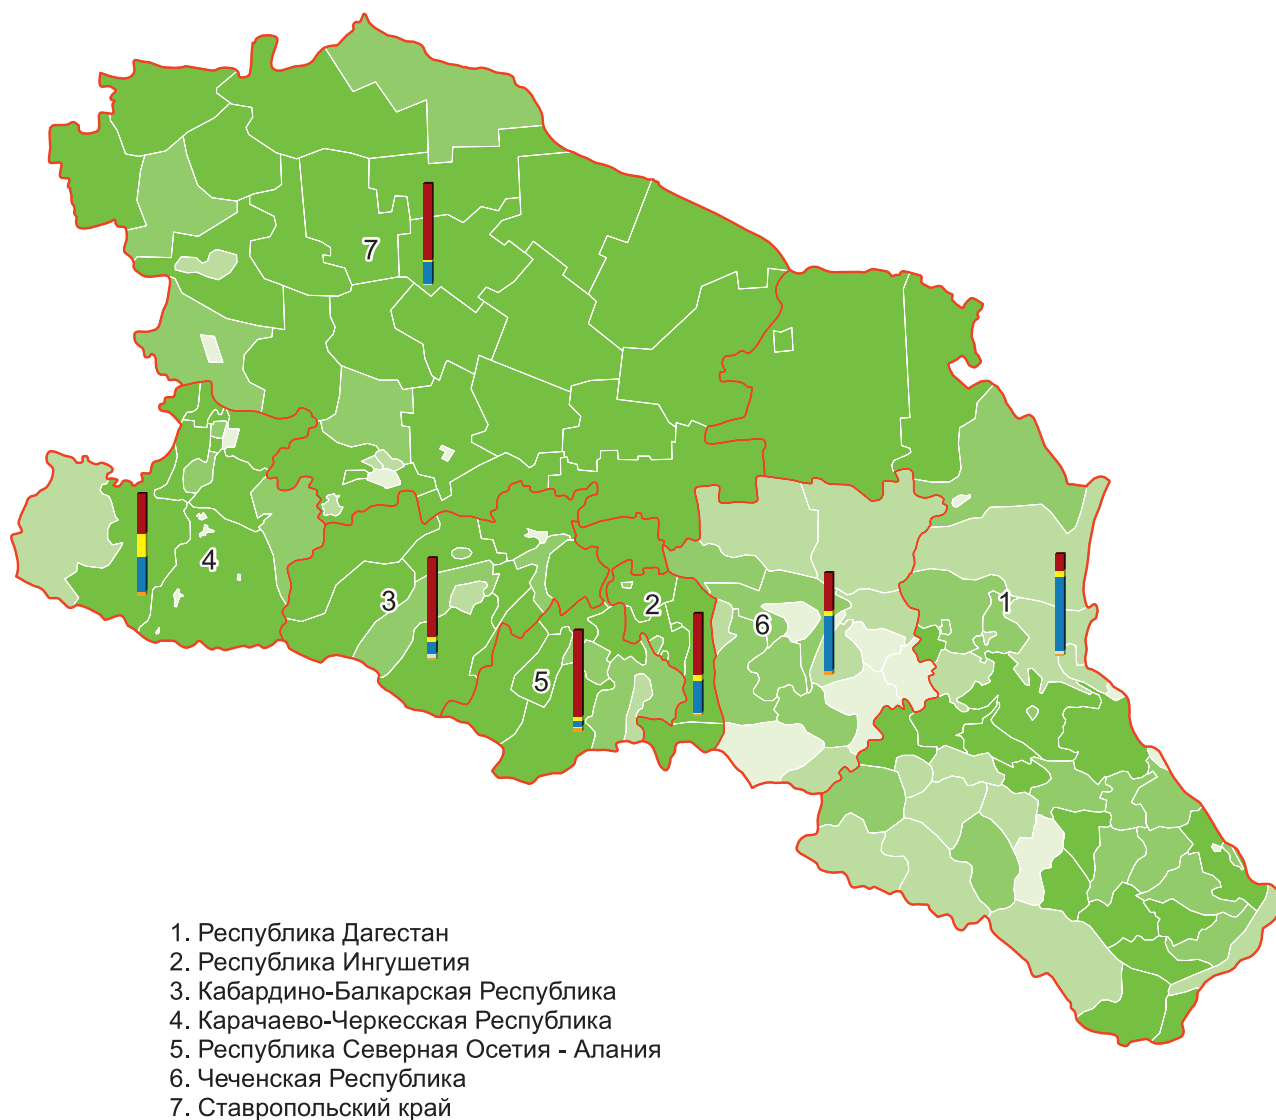 7
4
3
2
6
1
5
1. Республика Дагестан
2. Республика Ингушетия
3. Кабардино-Балкарская Республика
4. Карачаево-Черкесская Республика
5. Республика Северная Осетия - Алания
6. Чеченская Республика
7. Ставропольский край